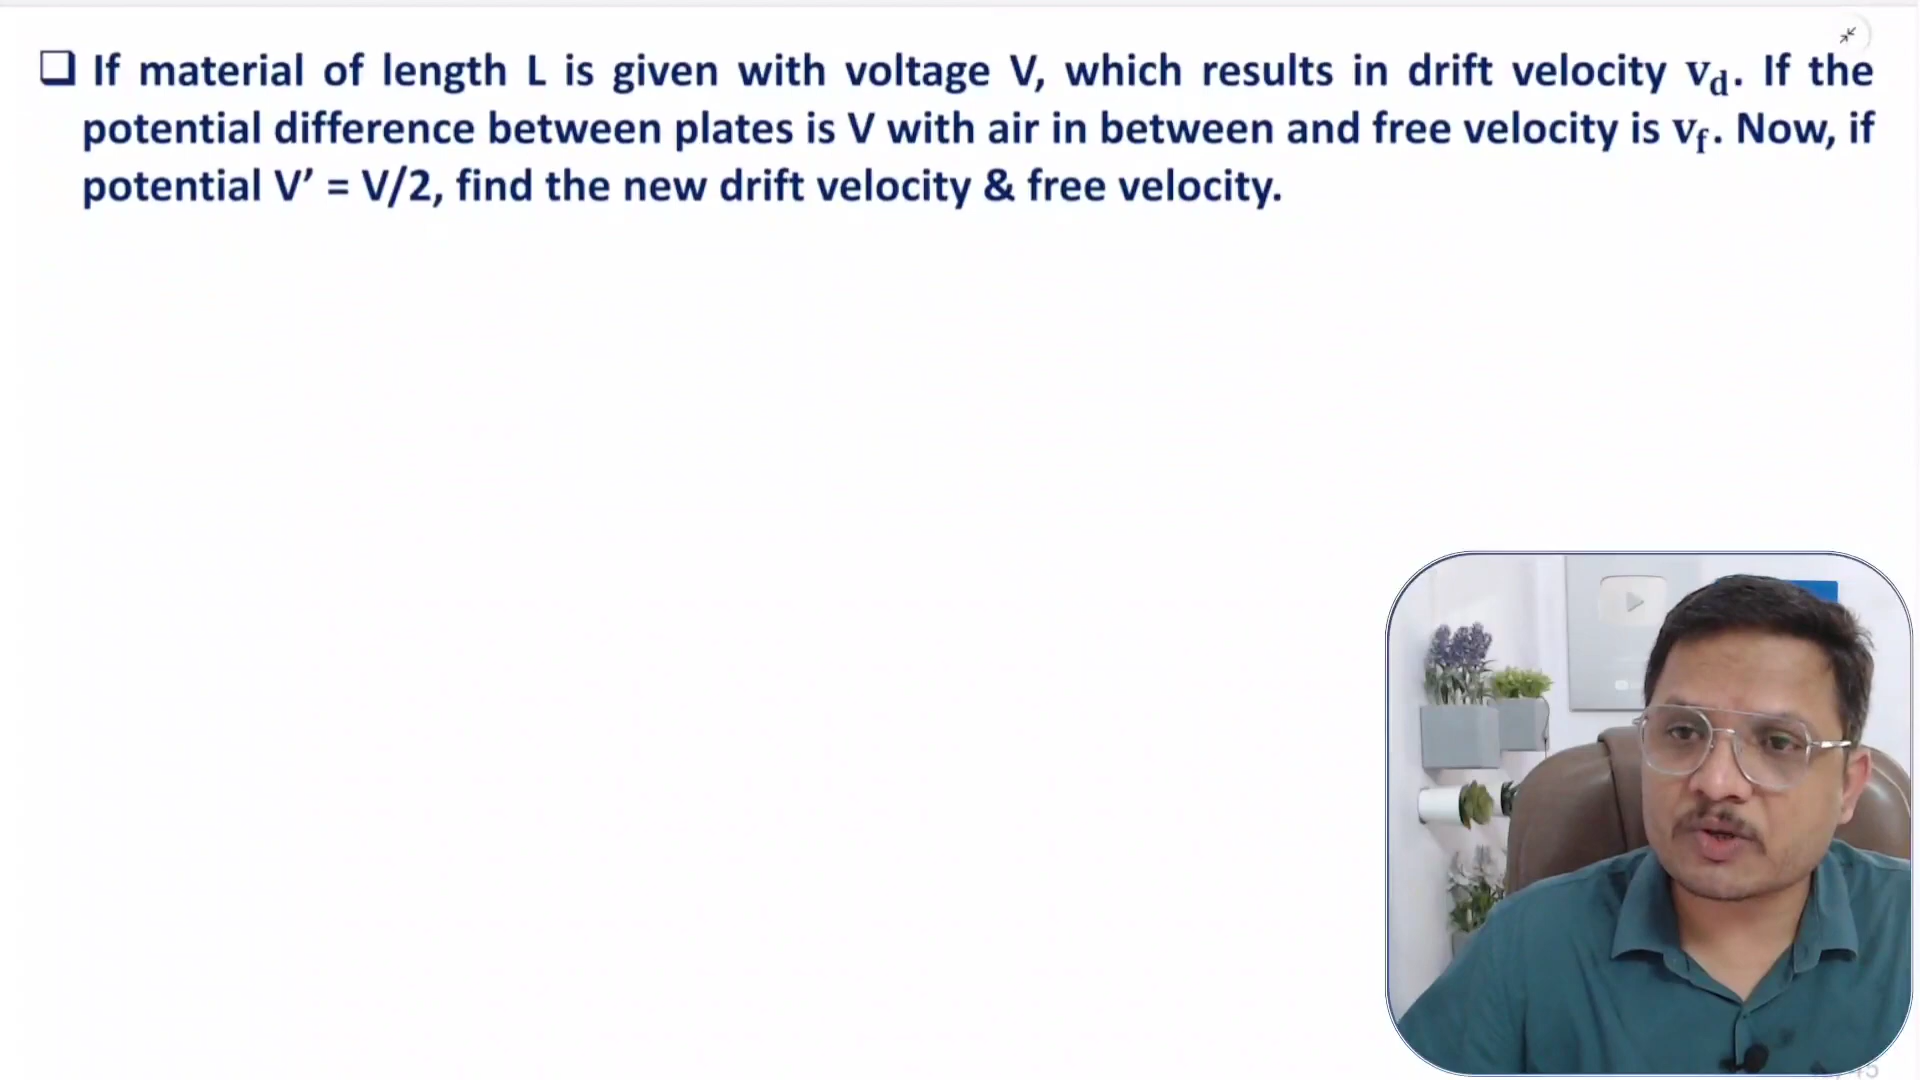 ❑ If material of length L is given with voltage V, which results in drift velocity v_d. If the
potential difference between plates is V with air in between and free velocity is v_f. Now, if
potential V’ = V/2, find the new drift velocity & free velocity.